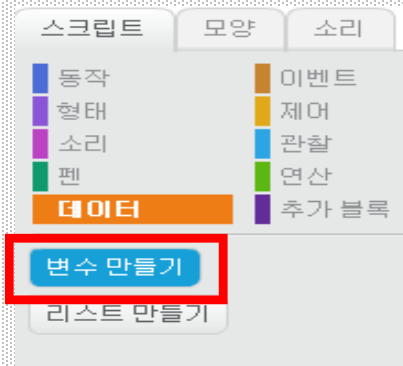 스크립트 모양 소리
동작 이벤트
형태 제어
소리 관찰
펜 연산
데이터 추가 블록
변수 만들기
리스트 만들기